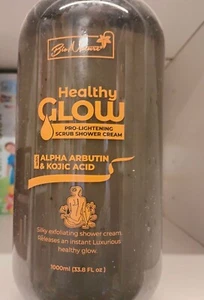 Healthy
GLOW
PRO-LIGHTENING
SCRUB SHOWER CREAM
ALPHA ARBUTIN
& KOJIC ACID
Silky exfoliating shower cream.
Releases an instant Luxurious
healthy glow.
1000ml (33.8 Fl.oz)